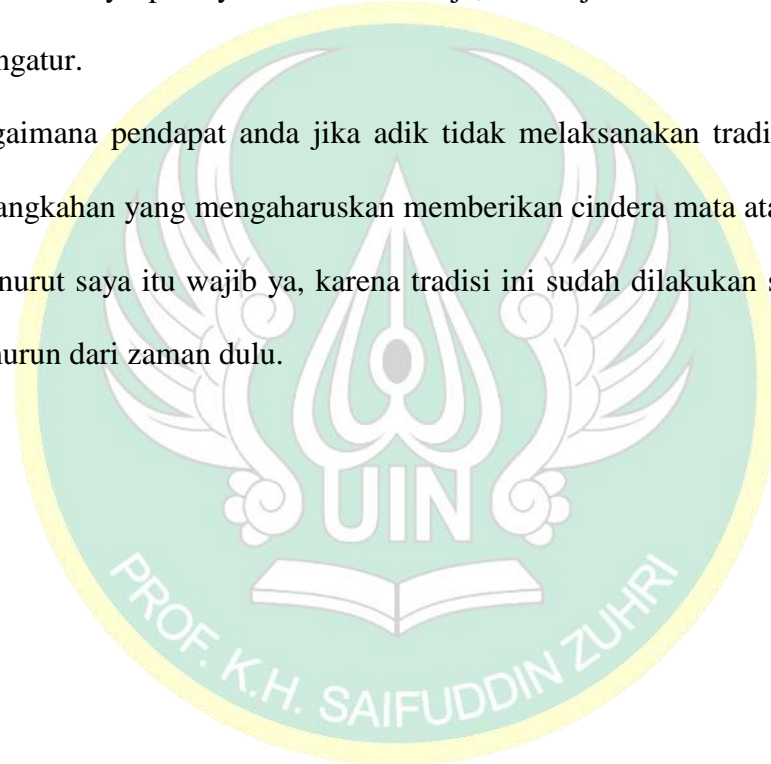 ngatur.
gaimana pendapat anda jika adik tidak melaksanakan tradi
angkahan yang mengaharuskan memberikan cindera mata ata
nurut saya itu wajib ya, karena tradisi ini sudah dilakukan s
nurun dari zaman dulu.
UIN
PROF. K.H. SAIFUDDIN ZUHRI